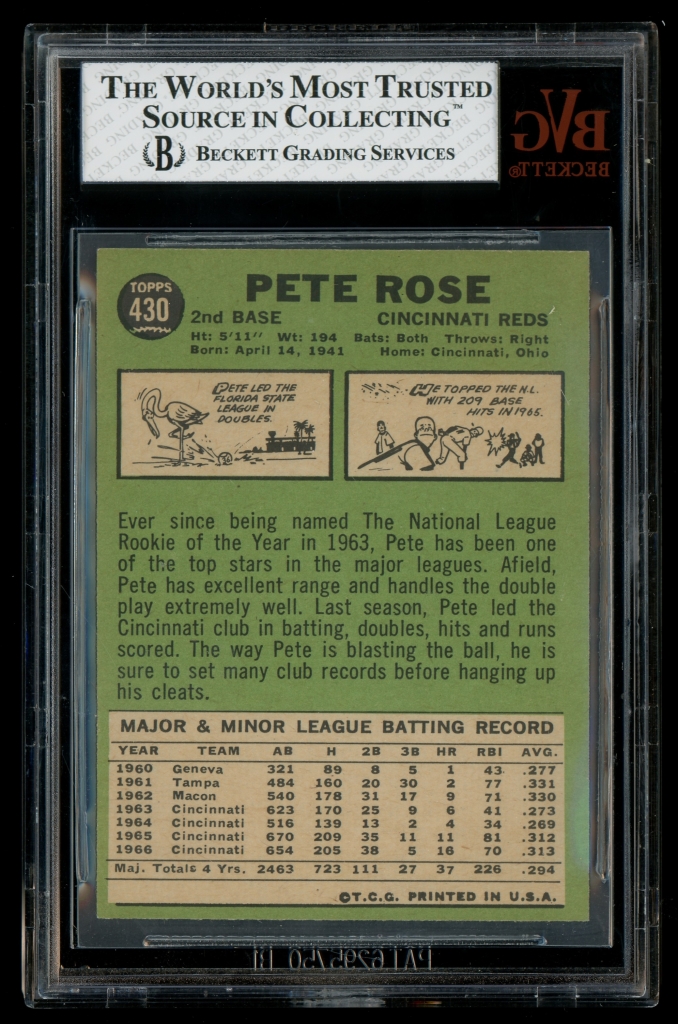 THE WORLD'S MOST TRUSTED
SOURCE IN COLLECTING™
B BECKETT GRADING SERVICES
BVG
BECKETT®
TOPPS
430
PETE ROSE
2nd BASE CINCINNATI REDS
Ht: 5'11" Wt: 194 Bats: Both Throws: Right
Born: April 14, 1941 Home: Cincinnati, Ohio
PETE LED THE
FLORIDA STATE
LEAGUE IN
DOUBLES.
HE TOPPED THE N.L.
WITH 209 BASE
HITS IN 1965.
Ever since being named The National League
Rookie of the Year in 1963, Pete has been one
of the top stars in the major leagues. Afield,
Pete has excellent range and handles the double
play extremely well. Last season, Pete led the
Cincinnati club in batting, doubles, hits and runs
scored. The way Pete is blasting the ball, he is
sure to set many club records before hanging up
his cleats.
MAJOR & MINOR LEAGUE BATTING RECORD
YEAR TEAM AB H 2B 3B HR RBI AVG.
1960 Geneva 321 89 8 5 1 43 .277
1961 Tampa 484 160 20 30 2 77 .331
1962 Macon 540 178 31 17 9 71 .330
1963 Cincinnati 623 170 25 9 6 41 .273
1964 Cincinnati 516 139 13 2 4 34 .269
1965 Cincinnati 670 209 35 11 11 81 .312
1966 Cincinnati 654 205 38 5 16 70 .313
Maj. Totals 4 Yrs. 2463 723 111 27 37 226 .294
©T.C.G. PRINTED IN U.S.A.